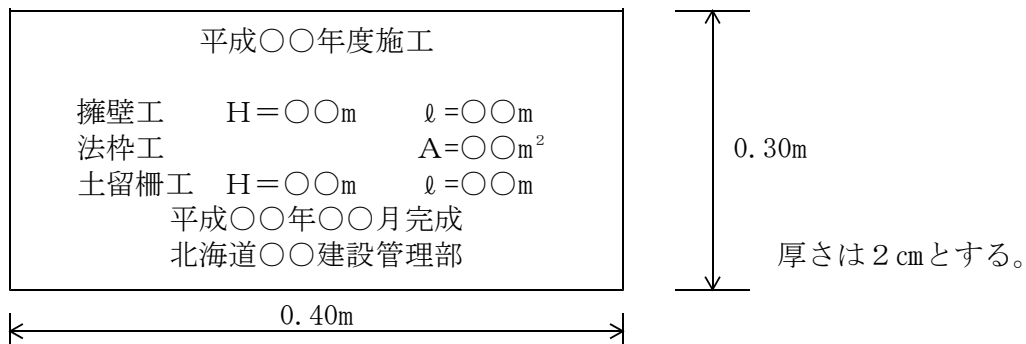 平成○○年度施工
擁壁工　H＝○○m　ℓ=○○m
法枠工　A=○○m²
土留柵工　H＝○○m　ℓ=○○m
平成○○年○○月完成
北海道○○建設管理部
0.30m
厚さは２㎝とする。
0.40m